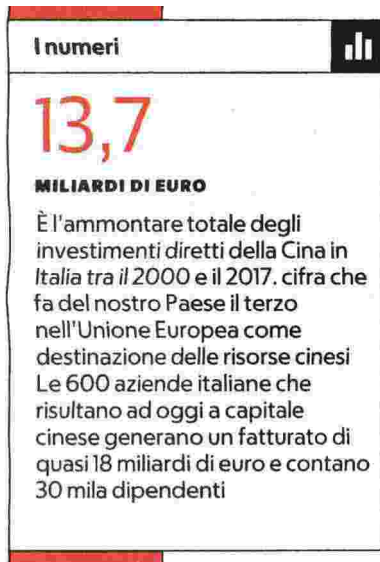 I numeri
13,7
MILIARDI DI EURO
È l'ammontare totale degli
investimenti diretti della Cina in
Italia tra il 2000 e il 2017. cifra che
fa del nostro Paese il terzo
nell'Unione Europea come
destinazione delle risorse cinesi
Le 600 aziende italiane che
risultano ad oggi a capitale
cinese generano un fatturato di
quasi 18 miliardi di euro e contano
30 mila dipendenti